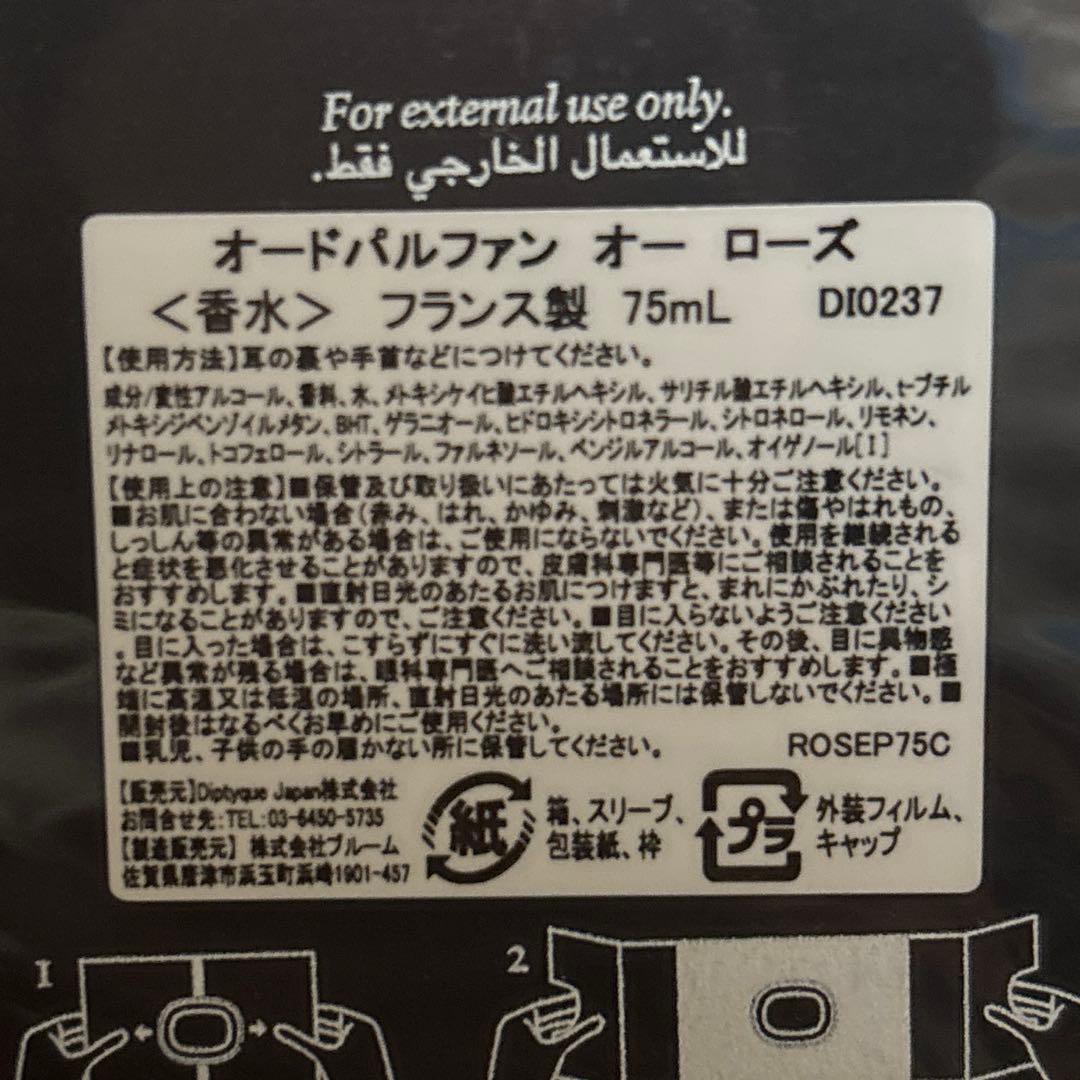 For external use only.
للاستعمال الخارجي فقط.
オードパルファン オー ローズ
＜香水＞ フランス製 75mL DI0237
【使用方法】耳の裏や手首などにつけてください。
成分/変性アルコール、香料、水、メトキシケイヒ酸エチルヘキシル、サリチル酸エチルヘキシル、t-ブチル
メトキシジベンゾイルメタン、BHT、ゲラニオール、ヒドロキシシトロネラール、シトロネロール、リモネン、
リナロール、トコフェロール、シトラール、ファルネソール、ベンジルアルコール、オイゲノール[I]
【使用上の注意】■保管及び取り扱いにあたっては火気に十分ご注意ください。
■お肌に合わない場合(赤み、はれ、かゆみ、刺激など)、または傷やはれもの、
しっしん等の異常がある場合は、ご使用にならないでください。使用を継続される
と症状を悪化させることがありますので、皮膚科専門医等にご相談されることを
おすすめします。■直射日光のあたるお肌につけますと、まれにかぶれたり、シ
ミになることがありますので、ご注意ください。■目に入らないようご注意ください
。目に入った場合は、こすらずにすぐに洗い流してください。その後、目に異物感
など異常が残る場合は、眼科専門医へご相談されることをおすすめします。■極
端に高温又は低温の場所、直射日光のあたる場所には保管しないでください。■
開封後はなるべくお早めにご使用ください。
■乳児、子供の手の届かない所に保管してください。 ROSEP75C
【販売元】Diptyque Japan株式会社
お問合せ先:TEL:03-6450-5735
【製造販売元】 株式会社ブルーム
佐賀県唐津市浜玉町浜崎1901-457
紙
箱、スリーブ、
包装紙、枠
プラ
外装フィルム、
キャップ
1
2